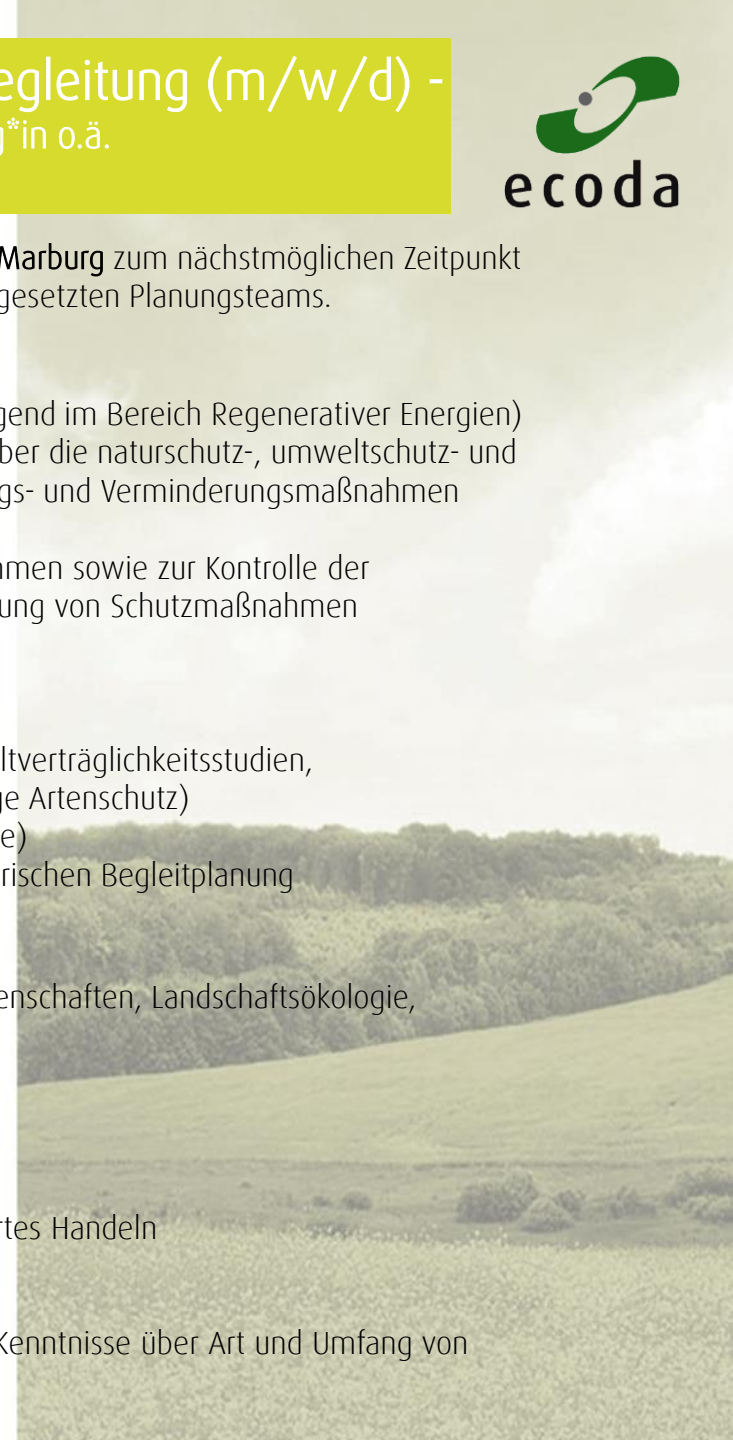 egleitung (m/w/d) -
g*in o.ä.
ecoda
Marburg zum nächstmöglichen Zeitpunkt
gesetzten Planungsteams.
gend im Bereich Regenerativer Energien)
ber die naturschutz-, umweltschutz- und
gs- und Verminderungsmaßnahmen
men sowie zur Kontrolle der
ung von Schutzmaßnahmen
ltverträglichkeitsstudien,
ge Artenschutz)
e)
rischen Begleitplanung
enschaften, Landschaftsökologie,
rtes Handeln
Kenntnisse über Art und Umfang von